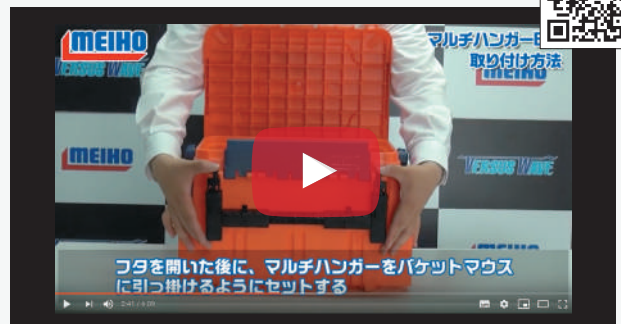 MEIHO
マルチハンガーB
取り付け方法
VERSUS WAVE
MEIHO
VERSUS WAVE
フタを開いた後に、マルチハンガーをバケットマウス
に引っ掛けるようにセットする